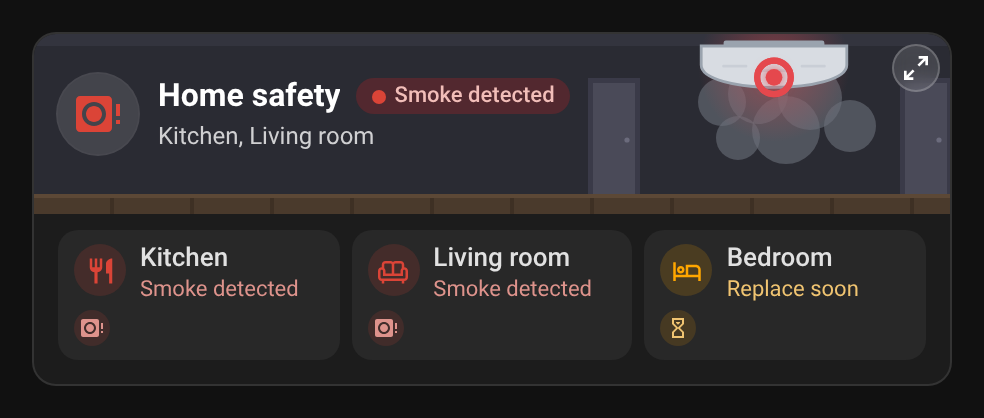 Home safety
Smoke detected
Kitchen, Living room
Kitchen
Smoke detected
Living room
Smoke detected
Bedroom
Replace soon